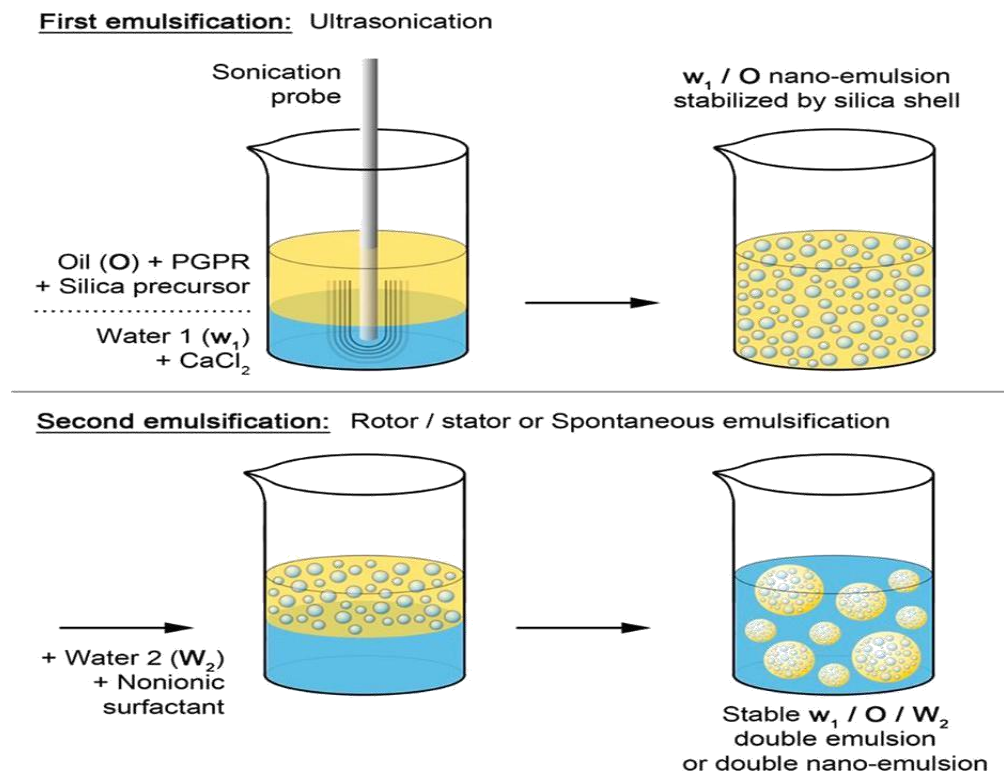 First emulsification: Ultrasonication
Sonication
probe
w₁ / O nano-emulsion
stabilized by silica shell
Oil (O) + PGPR
+ Silica precursor
Water 1 (w₁)
+ CaCl₂
Second emulsification: Rotor / stator or Spontaneous emulsification
+ Water 2 (W₂)
+ Nonionic
surfactant
Stable w₁ / O / W₂
double emulsion
or double nano-emulsion